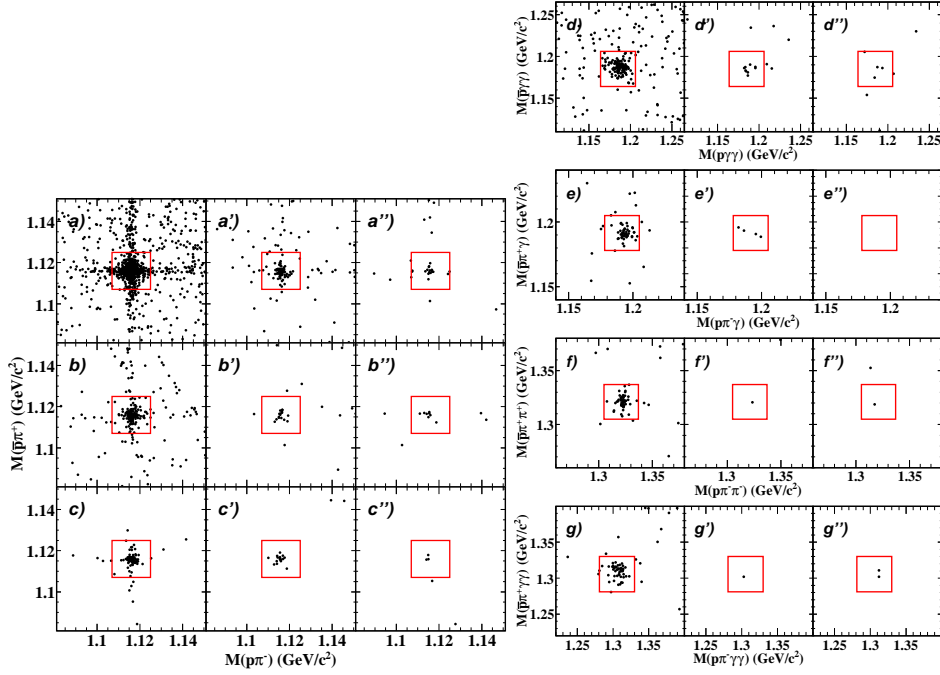 a)
a')
a'')
1.14
1.12
1.1
b)
b')
b'')
1.14
1.12
1.1
c)
c')
c'')
1.14
1.12
1.1
1.1 1.12 1.14 1.1 1.12 1.14 1.1 1.12 1.14
M(pπ⁻) (GeV/c²)
M(p̄π⁺) (GeV/c²)
d)
d')
d'')
1.25
1.2
1.15
1.15 1.2 1.25 1.15 1.2 1.25 1.15 1.2 1.25
M(pγγ) (GeV/c²)
M(p̄γγ) (GeV/c²)
e)
e')
e'')
1.2
1.15
1.15 1.2 1.15 1.2 1.15 1.2
M(pπ⁻γ) (GeV/c²)
M(p̄π⁺γ) (GeV/c²)
f)
f')
f'')
1.35
1.3
1.3 1.35 1.3 1.35 1.3 1.35
M(pπ⁻π⁻) (GeV/c²)
M(p̄π⁺π⁺) (GeV/c²)
g)
g')
g'')
1.35
1.3
1.25
1.25 1.3 1.35 1.25 1.3 1.35 1.25 1.3 1.35
M(pπ⁻γγ) (GeV/c²)
M(p̄π⁺γγ) (GeV/c²)